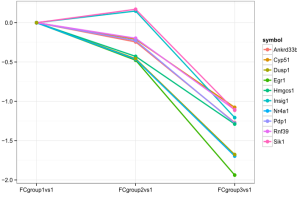 0.0
−0.5
−1.0
−1.5
−2.0
FCgroup1vs1
FCgroup2vs1
FCgroup3vs1
symbol
Ankrd33b
Cyp51
Dusp1
Egr1
Hmgcs1
Insig1
Nr4a1
Pdp1
Rnf39
Sik1